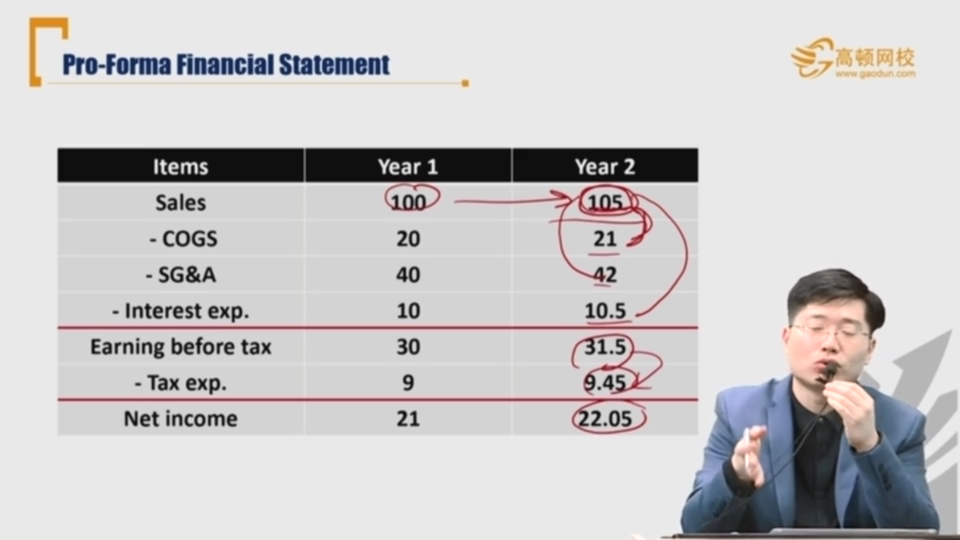 Pro-Forma Financial Statement
高顿网校
www.gaodun.com
Items Year 1 Year 2
Sales 100 105
- COGS 20 21
- SG&A 40 42
- Interest exp. 10 10.5
Earning before tax 30 31.5
- Tax exp. 9 9.45
Net income 21 22.05